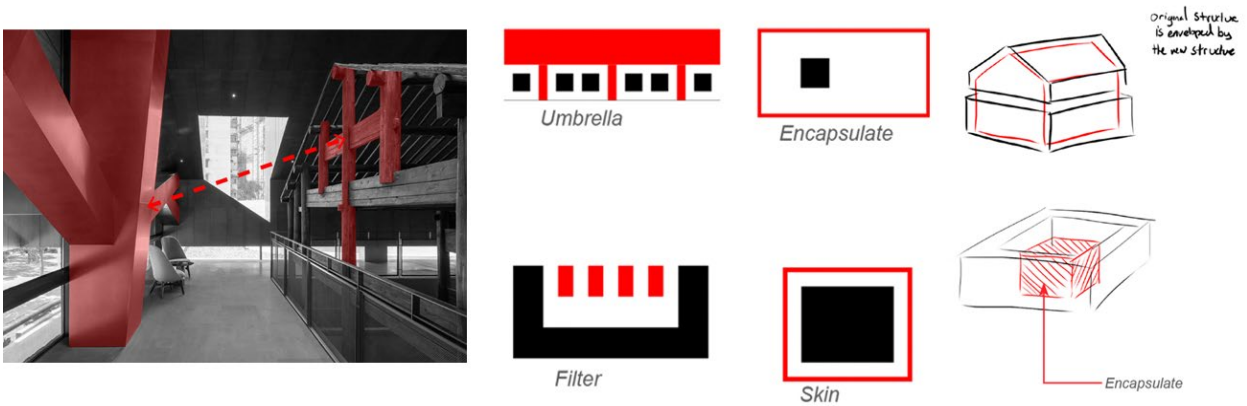 original structure
is enveloped by
the new structure
Umbrella
Encapsulate
Filter
Skin
Encapsulate